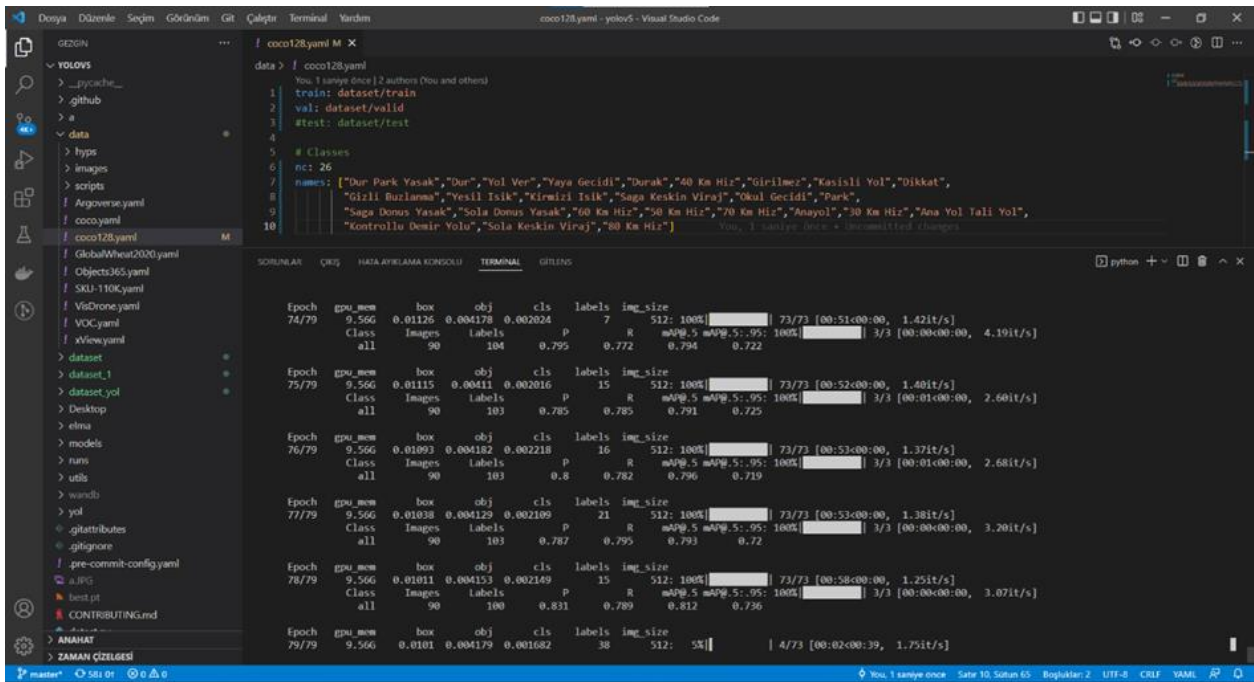 Dosya Düzenle Seçim Görünüm Git Çalıştır Terminal Yardım
coco128.yaml - yolov5 - Visual Studio Code
GEZGİN
YOLOV5
__pycache__
.github
a
data
hyps
images
scripts
Argoverse.yaml
coco.yaml
coco128.yaml M
GlobalWheat2020.yaml
Objects365.yaml
SKU-110K.yaml
VisDrone.yaml
VOC.yaml
xView.yaml
dataset
dataset_1
dataset_yol
Desktop
elma
models
runs
utils
wandb
yol
.gitattributes
.gitignore
.pre-commit-config.yaml
a.JPG
best.pt
CONTRIBUTING.md
ANAHAT
ZAMAN ÇİZELGESİ
coco128.yaml M
data > coco128.yaml
You, 1 saniye önce | 2 authors (You and others)
1 train: dataset/train
2 val: dataset/valid
3 #test: dataset/test
4
5 # Classes
6 nc: 26
7 names: ["Dur Park Yasak","Dur","Yol Ver","Yaya Gecidi","Durak","40 Km Hiz","Girilmez","Kasisli Yol","Dikkat",
8 "Gizli Buzlanma","Yesil Isik","Kirmizi Isik","Saga Keskin Viraj","Okul Gecidi","Park",
9 "Saga Donus Yasak","Sola Donus Yasak","60 Km Hiz","50 Km Hiz","70 Km Hiz","Anayol","30 Km Hiz","Ana Yol Tali Yol",
10 "Kontrollu Demir Yolu","Sola Keskin Viraj","80 Km Hiz"] You, 1 saniye önce • Uncommitted changes
SORUNLAR ÇIKIŞ HATA AYIKLAMA KONSOLU TERMİNAL GITLENS
python
Epoch gpu_mem box obj cls labels img_size
74/79 9.56G 0.01126 0.004178 0.002024 7 512: 100%| | 73/73 [00:51<00:00, 1.42it/s]
Class Images Labels P R mAP@.5 mAP@.5:.95: 100%| | 3/3 [00:00<00:00, 4.19it/s]
all 90 104 0.795 0.772 0.794 0.722
Epoch gpu_mem box obj cls labels img_size
75/79 9.56G 0.01115 0.00411 0.002016 15 512: 100%| | 73/73 [00:52<00:00, 1.40it/s]
Class Images Labels P R mAP@.5 mAP@.5:.95: 100%| | 3/3 [00:01<00:00, 2.60it/s]
all 90 103 0.785 0.785 0.791 0.725
Epoch gpu_mem box obj cls labels img_size
76/79 9.56G 0.01093 0.004182 0.002218 16 512: 100%| | 73/73 [00:53<00:00, 1.37it/s]
Class Images Labels P R mAP@.5 mAP@.5:.95: 100%| | 3/3 [00:01<00:00, 2.68it/s]
all 90 103 0.8 0.782 0.796 0.719
Epoch gpu_mem box obj cls labels img_size
77/79 9.56G 0.01038 0.004129 0.002109 21 512: 100%| | 73/73 [00:53<00:00, 1.38it/s]
Class Images Labels P R mAP@.5 mAP@.5:.95: 100%| | 3/3 [00:00<00:00, 3.20it/s]
all 90 103 0.787 0.795 0.793 0.72
Epoch gpu_mem box obj cls labels img_size
78/79 9.56G 0.01011 0.004153 0.002149 15 512: 100%| | 73/73 [00:58<00:00, 1.25it/s]
Class Images Labels P R mAP@.5 mAP@.5:.95: 100%| | 3/3 [00:00<00:00, 3.07it/s]
all 90 100 0.831 0.789 0.812 0.736
Epoch gpu_mem box obj cls labels img_size
79/79 9.56G 0.0101 0.004179 0.001682 38 512: 5%| | 4/73 [00:02<00:39, 1.75it/s]
master* 58↓ 0↑ 0 0 You, 1 saniye önce Satır 10, Sütun 65 Boşluklar: 2 UTF-8 CRLF YAML